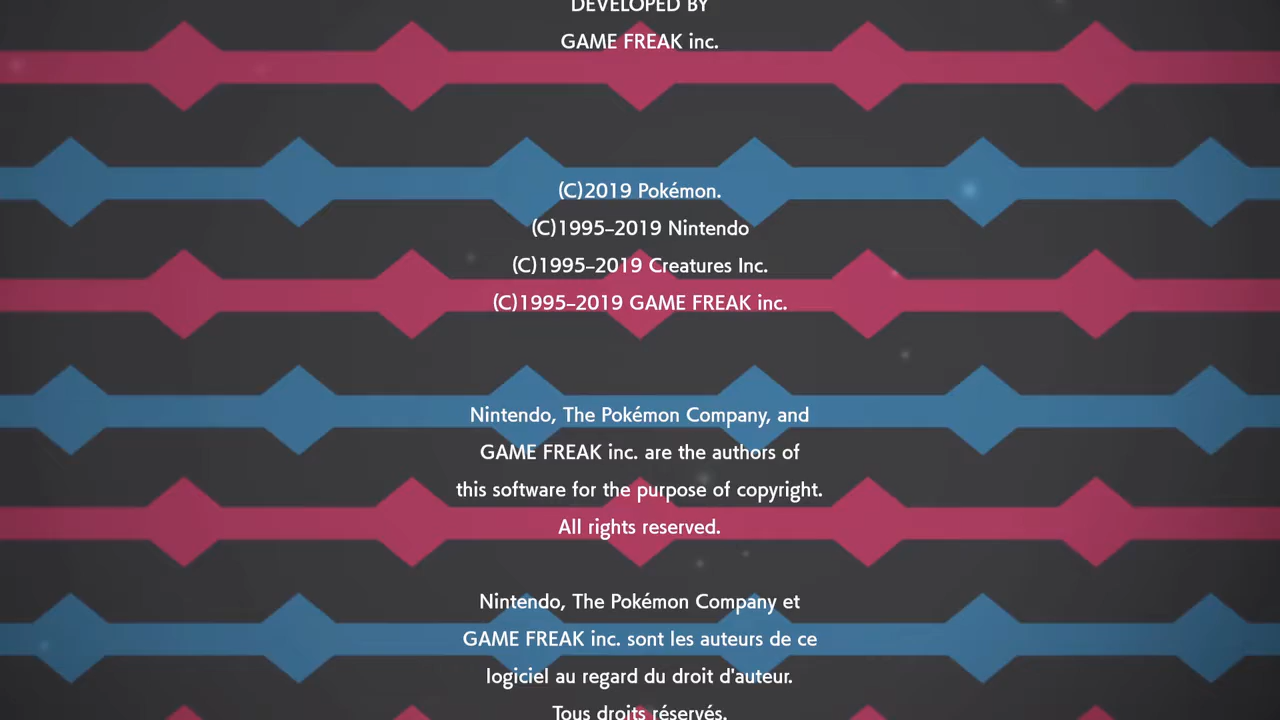 DEVELOPED BY
GAME FREAK inc.
(C)2019 Pokémon.
(C)1995–2019 Nintendo
(C)1995–2019 Creatures Inc.
(C)1995–2019 GAME FREAK inc.
Nintendo, The Pokémon Company, and
GAME FREAK inc. are the authors of
this software for the purpose of copyright.
All rights reserved.
Nintendo, The Pokémon Company et
GAME FREAK inc. sont les auteurs de ce
logiciel au regard du droit d'auteur.
Tous droits réservés.